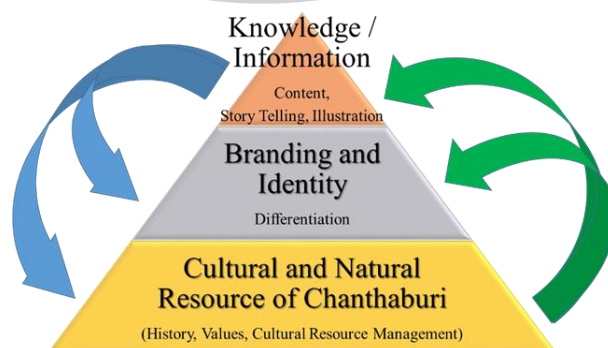 Knowledge /
Information
Content,
Story Telling, Illustration
Branding and
Identity
Differentiation
Cultural and Natural
Resource of Chanthaburi
(History, Values, Cultural Resource Management)